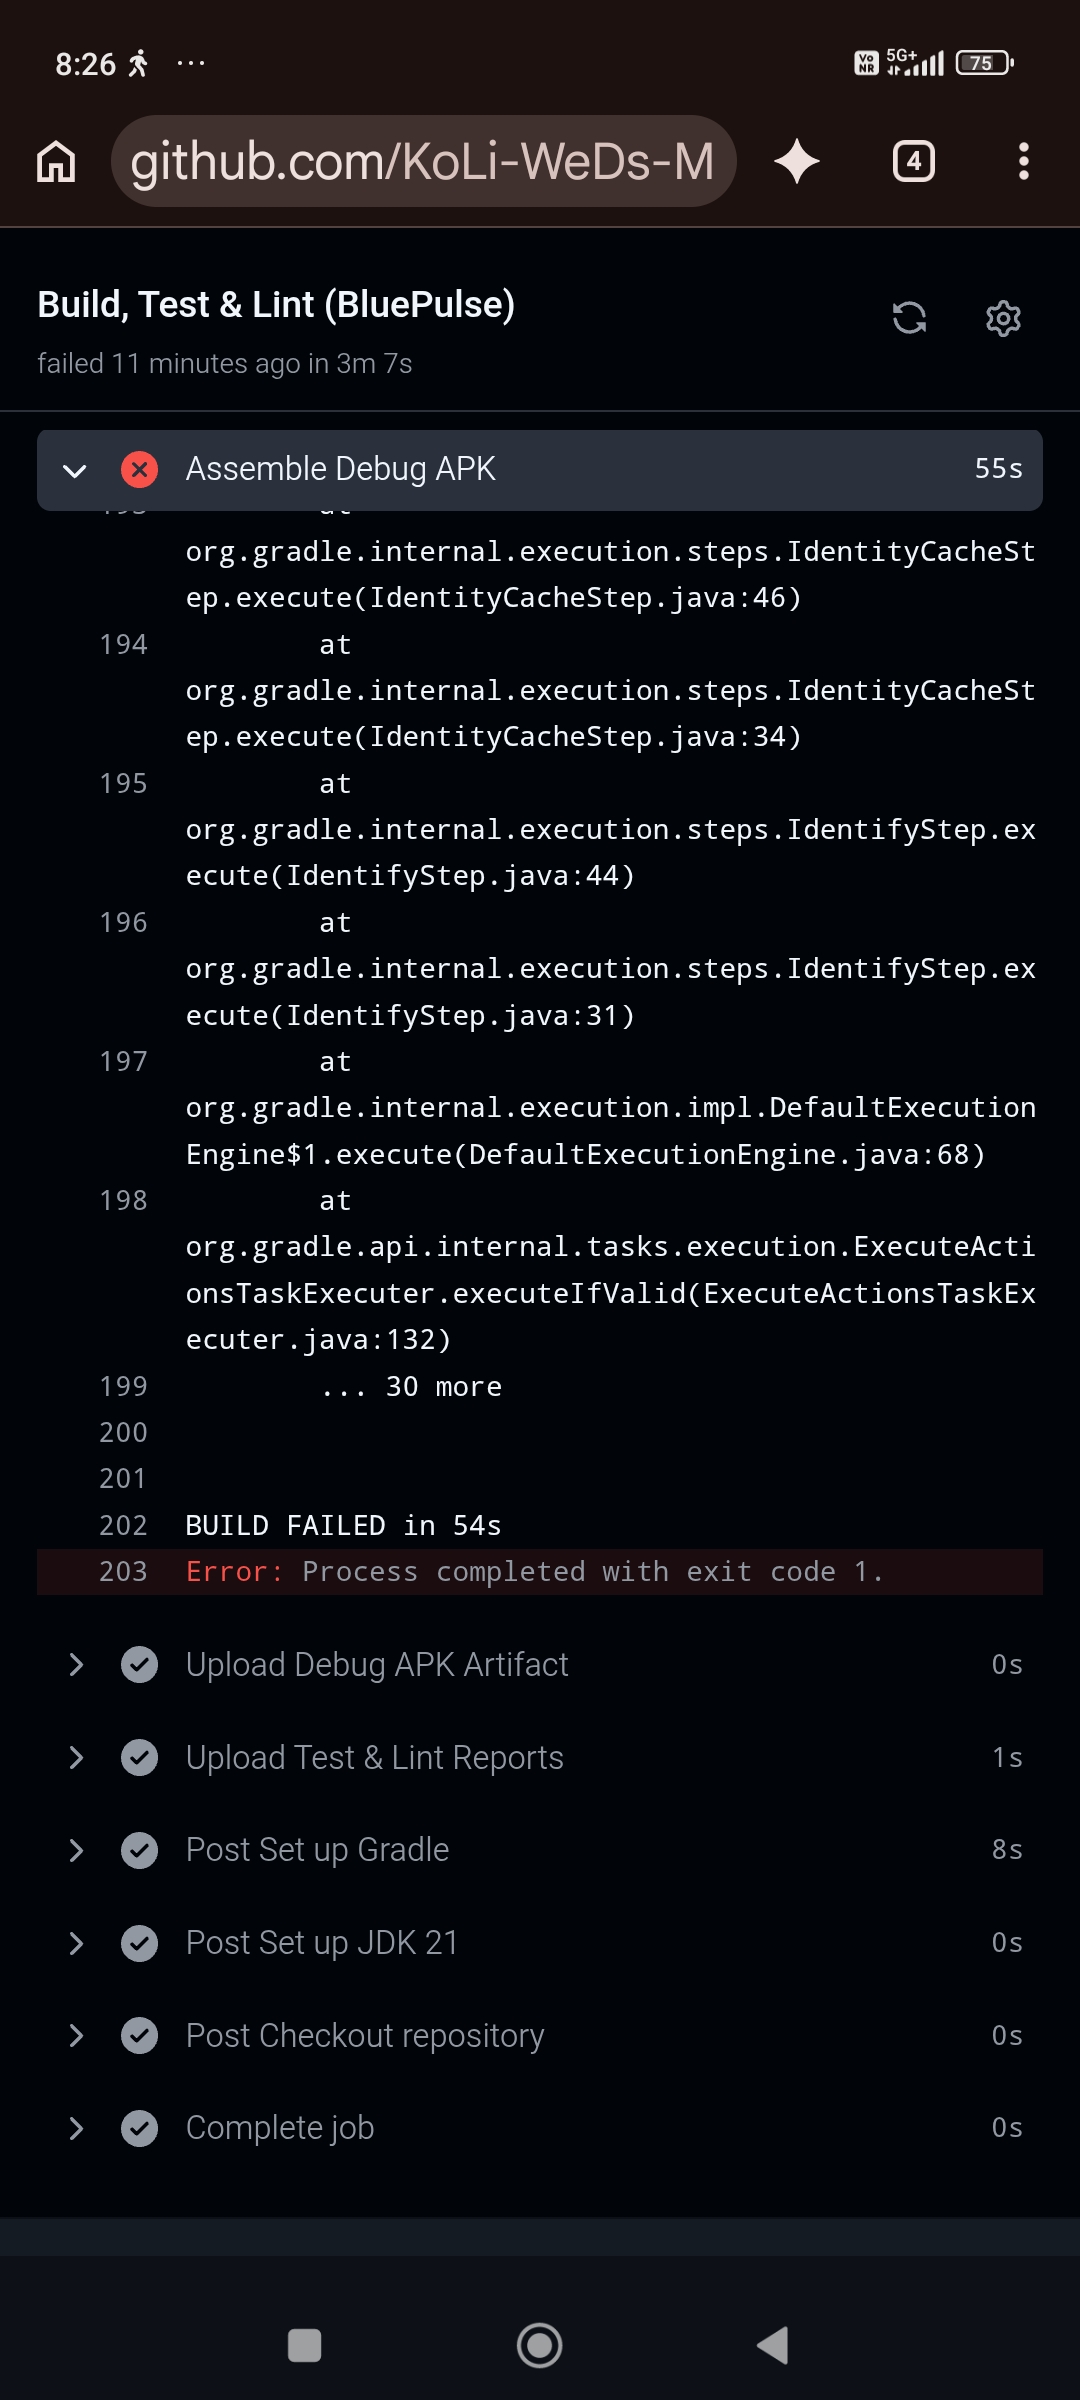 8:26 ...
Vo NR 5G+ 75
github.com/KoLi-WeDs-M
4
Build, Test & Lint (BluePulse)
failed 11 minutes ago in 3m 7s
Assemble Debug APK 55s
193 at
org.gradle.internal.execution.steps.IdentityCacheSt
ep.execute(IdentityCacheStep.java:46)
194 at
org.gradle.internal.execution.steps.IdentityCacheSt
ep.execute(IdentityCacheStep.java:34)
195 at
org.gradle.internal.execution.steps.IdentifyStep.ex
ecute(IdentifyStep.java:44)
196 at
org.gradle.internal.execution.steps.IdentifyStep.ex
ecute(IdentifyStep.java:31)
197 at
org.gradle.internal.execution.impl.DefaultExecution
Engine$1.execute(DefaultExecutionEngine.java:68)
198 at
org.gradle.api.internal.tasks.execution.ExecuteActi
onsTaskExecuter.executeIfValid(ExecuteActionsTaskEx
ecuter.java:132)
199 ... 30 more
200
201
202 BUILD FAILED in 54s
203 Error: Process completed with exit code 1.
Upload Debug APK Artifact 0s
Upload Test & Lint Reports 1s
Post Set up Gradle 8s
Post Set up JDK 21 0s
Post Checkout repository 0s
Complete job 0s